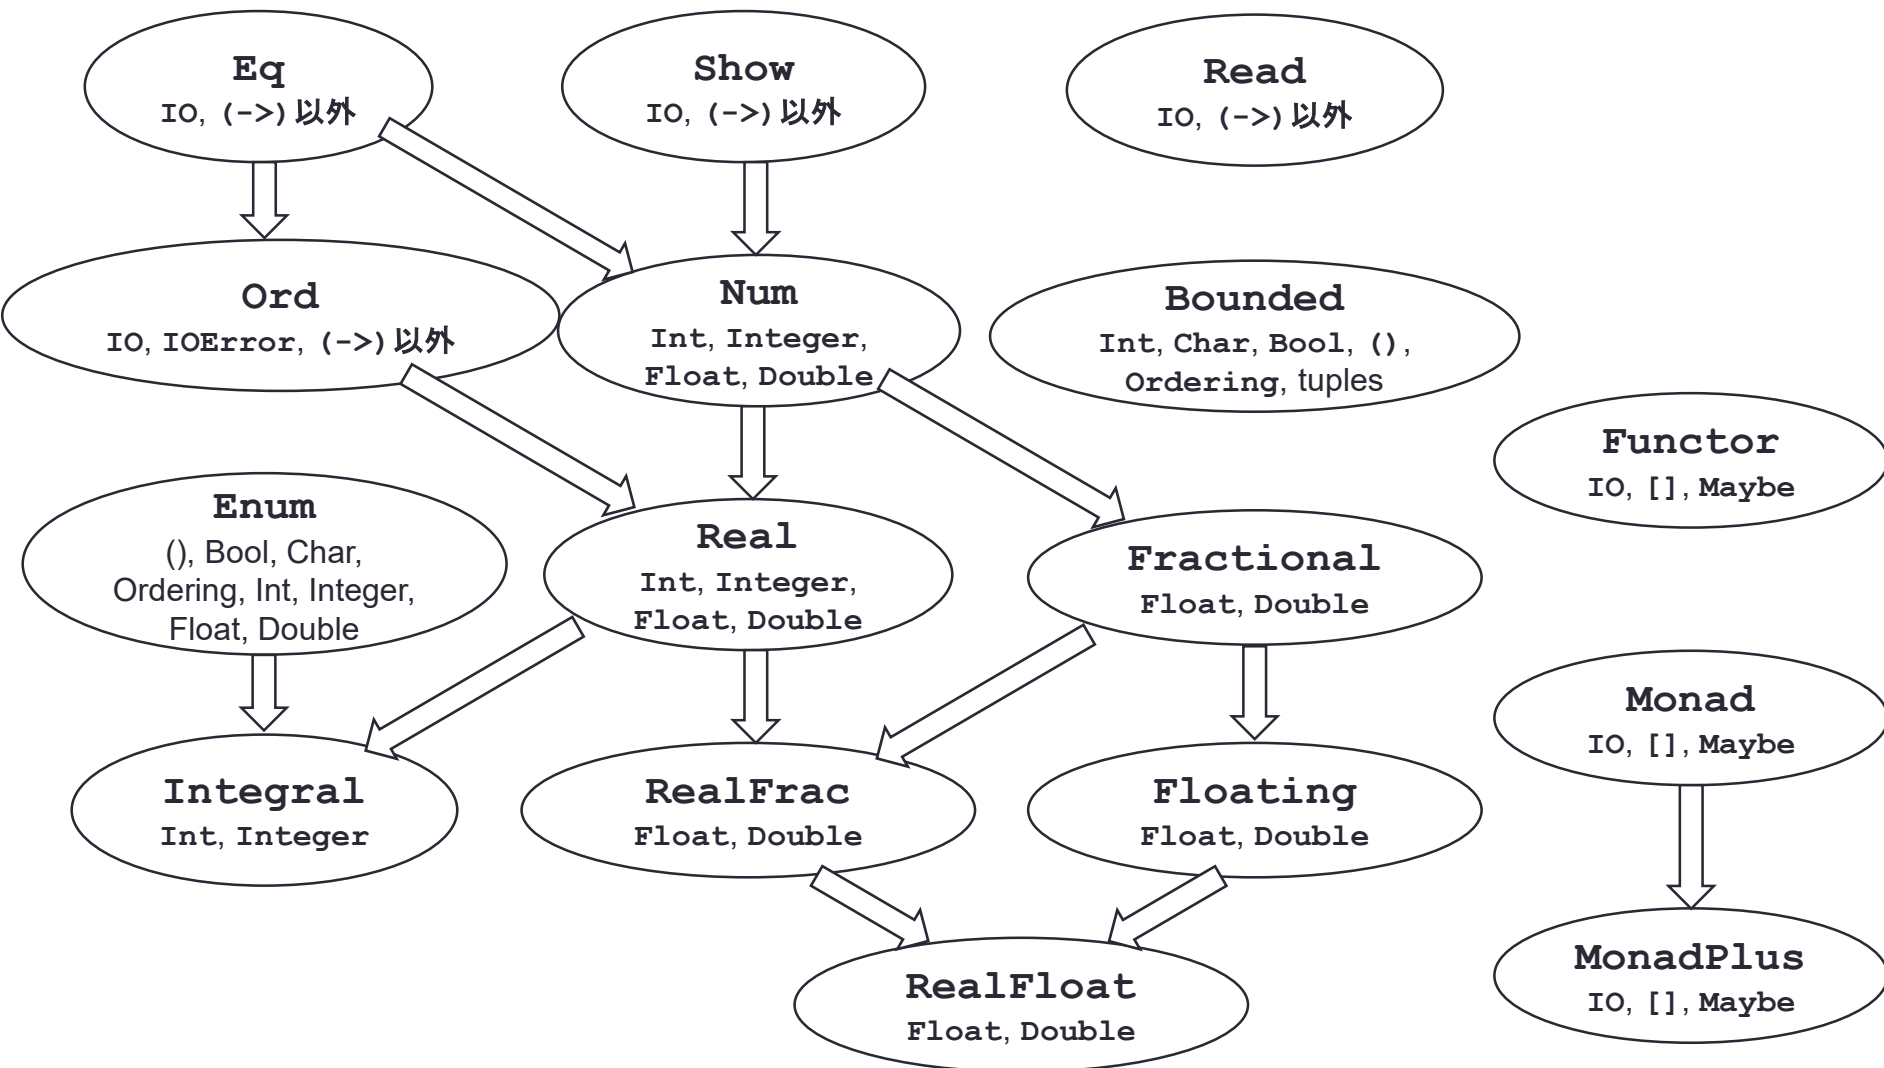 Eq
IO, (->)以外
Show
IO, (->)以外
Read
IO, (->)以外
Ord
IO, IOError, (->)以外
Num
Int, Integer,
Float, Double
Bounded
Int, Char, Bool, (),
Ordering, tuples
Functor
IO, [], Maybe
Enum
(), Bool, Char,
Ordering, Int, Integer,
Float, Double
Real
Int, Integer,
Float, Double
Fractional
Float, Double
Monad
IO, [], Maybe
Integral
Int, Integer
RealFrac
Float, Double
Floating
Float, Double
RealFloat
Float, Double
MonadPlus
IO, [], Maybe